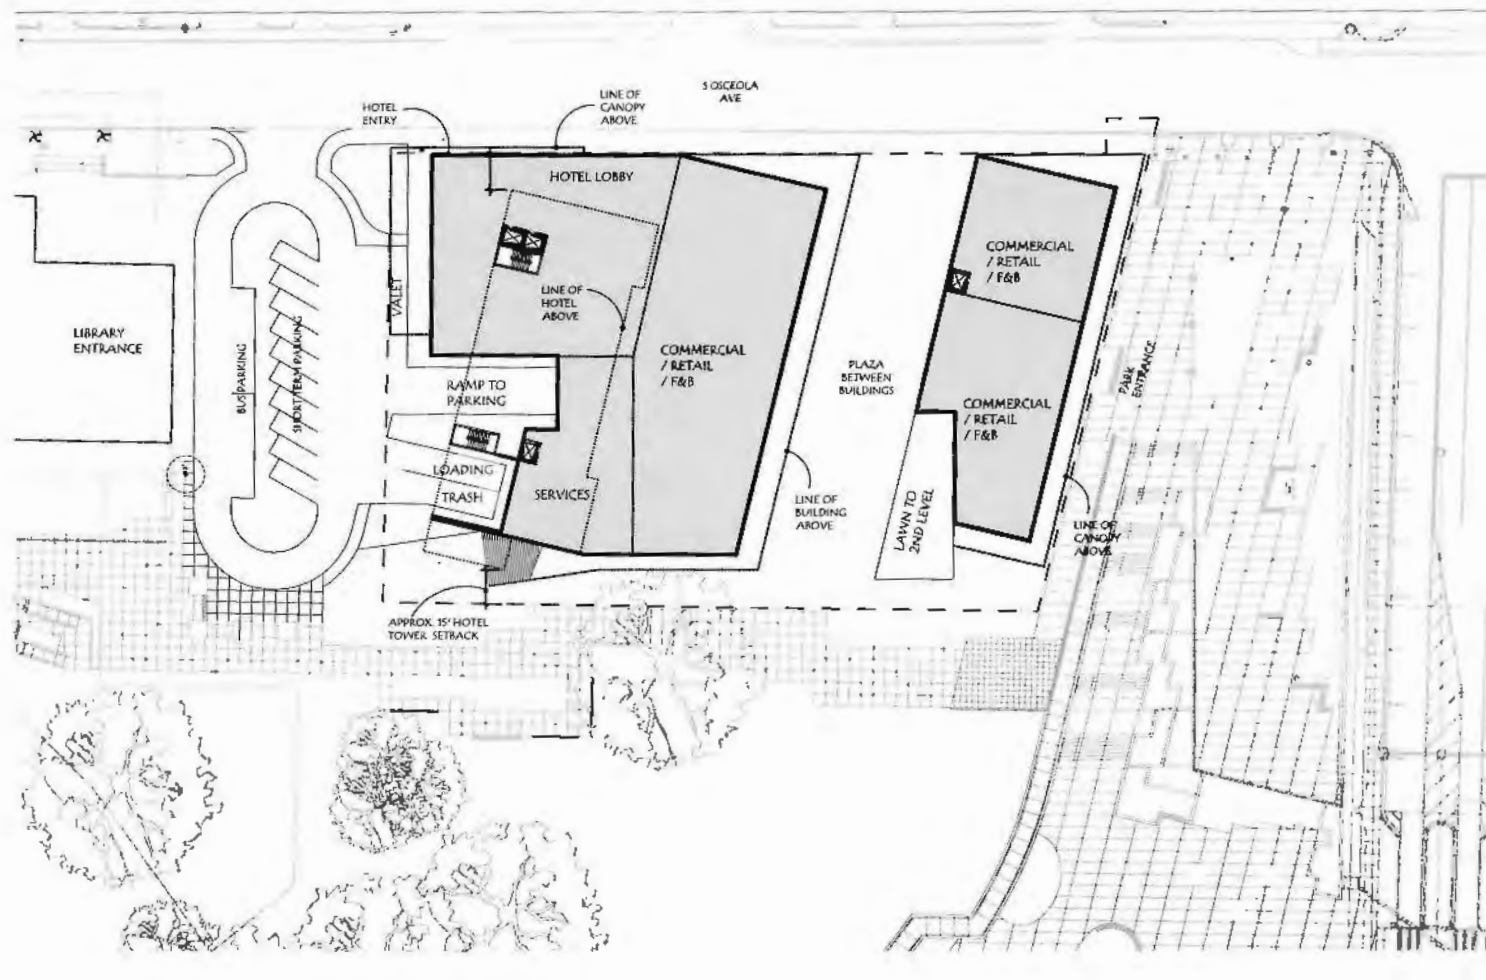 S OSCEOLA
AVE
HOTEL
ENTRY
LINE OF
CANOPY
ABOVE
HOTEL LOBBY
VALET
LINE OF
HOTEL
ABOVE
COMMERCIAL
/ RETAIL
/ F&B
COMMERCIAL
/ RETAIL
/ F&B
LIBRARY
ENTRANCE
BUS PARKING
SHORT TERM PARKING
RAMP TO
PARKING
PLAZA
BETWEEN
BUILDINGS
PARK
ENTRANCE
COMMERCIAL
/ RETAIL
/ F&B
LOADING
TRASH
SERVICES
LINE OF
BUILDING
ABOVE
LAWN TO
2ND LEVEL
LINE OF
CANOPY
ABOVE
APPROX. 15' HOTEL
TOWER SETBACK